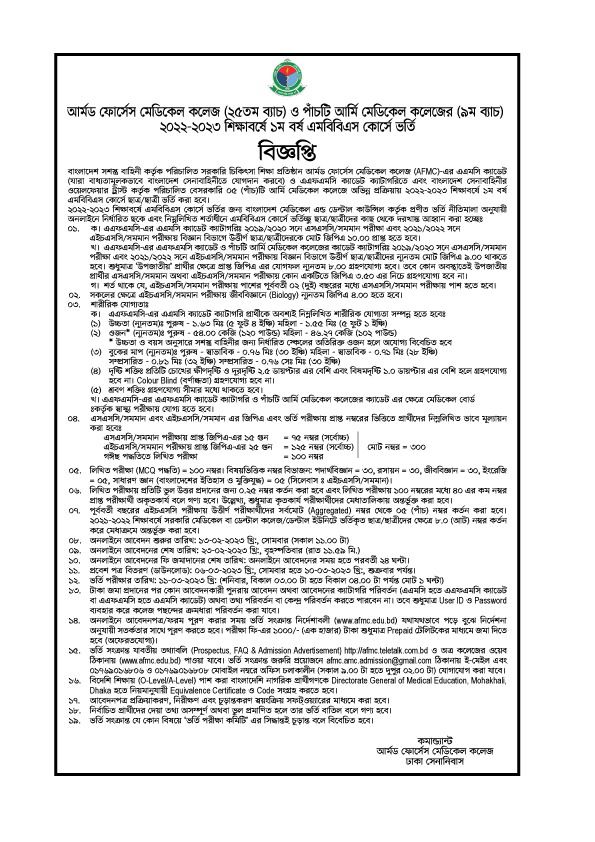 আর্মড ফোর্সেস মেডিকেল কলেজ (২৫তম ব্যাচ) ও পাঁচটি আর্মি মেডিকেল কলেজের (৯ম ব্যাচ)
২০২২-২০২৩ শিক্ষাবর্ষে ১ম বর্ষ এমবিবিএস কোর্সে ভর্তি
বিজ্ঞপ্তি
বাংলাদেশ সশস্ত্র বাহিনী কর্তৃক পরিচালিত সরকারি চিকিৎসা শিক্ষা প্রতিষ্ঠান আর্মড ফোর্সেস মেডিকেল কলেজ (AFMC)-এর এএমসি ক্যাডেট
(যারা বাধ্যতামূলকভাবে বাংলাদেশ সেনাবাহিনীতে যোগদান করবে) ও এএফএমসি ক্যাডেট ক্যাটাগরিতে এবং বাংলাদেশ সেনাবাহিনীর
ওয়েলফেয়ার ট্রাস্ট কর্তৃক পরিচালিত বেসরকারি ০৫ (পাঁচ)টি আর্মি মেডিকেল কলেজে অভিন্ন প্রক্রিয়ায় ২০২২-২০২৩ শিক্ষাবর্ষে ১ম বর্ষ
এমবিবিএস কোর্সে ছাত্র/ছাত্রী ভর্তি করা হবে।
২০২২-২০২৩ শিক্ষাবর্ষে এমবিবিএস কোর্সে ভর্তির জন্য বাংলাদেশ মেডিকেল এন্ড ডেন্টাল কাউন্সিল কর্তৃক প্রণীত ভর্তি নীতিমালা অনুযায়ী
অনলাইনে নির্ধারিত ছকে এবং নিম্নলিখিত শর্তাধীনে এমবিবিএস কোর্সে ভর্তিচ্ছু ছাত্র/ছাত্রীদের কাছ থেকে দরখাস্ত আহ্বান করা হচ্ছেঃ
০১. ক। এএফএমসি-এর এএমসি ক্যাডেট ক্যাটাগরিঃ ২০১৯/২০২০ সনে এসএসসি/সমমান পরীক্ষা এবং ২০২১/২০২২ সনে
এইচএসসি/সমমান পরীক্ষায় বিজ্ঞান বিভাগে উত্তীর্ণ ছাত্র/ছাত্রীদেরকে মোট জিপিএ ১০.০০ প্রাপ্ত হতে হবে।
খ। এএফএমসি-এর এএফএমসি ক্যাডেট ও পাঁচটি আর্মি মেডিকেল কলেজের ক্যাডেট ক্যাটাগরিঃ ২০১৯/২০২০ সনে এসএসসি/সমমান
পরীক্ষা এবং ২০২১/২০২২ সনে এইচএসসি/সমমান পরীক্ষায় বিজ্ঞান বিভাগে উত্তীর্ণ ছাত্র/ছাত্রীদের ন্যূনতম মোট জিপিএ ৯.০০ থাকতে
হবে। শুধুমাত্র 'উপজাতীয়' প্রার্থীর ক্ষেত্রে প্রাপ্ত জিপিএ এর যোগফল ন্যূনতম ৮.০০ গ্রহণযোগ্য হবে। তবে কোন অবস্থাতেই উপজাতীয়
প্রার্থীর এসএসসি/সমমান অথবা এইচএসসি/সমমান পরীক্ষায় কোন একটিতে জিপিএ ৩.৫০ এর নিচে গ্রহণযোগ্য হবে না।
গ। শর্ত থাকে যে, এইচএসসি/সমমান পরীক্ষায় পাশের পূর্ববর্তী ০২ (দুই) বছরের মধ্যে এসএসসি/সমমান পরীক্ষায় পাশ হতে হবে।
০২. সকলের ক্ষেত্রে এইচএসসি/সমমান পরীক্ষায় জীববিজ্ঞানে (Biology) ন্যূনতম জিপিএ ৪.০০ হতে হবে।
০৩. শারীরিক যোগ্যতাঃ
ক। এএফএমসি-এর এএমসি ক্যাডেট ক্যাটাগরি প্রার্থীকে অবশ্যই নিম্নলিখিত শারীরিক যোগ্যতা সম্পন্ন হতে হবেঃ
(১) উচ্চতা (ন্যূনতম)ঃ পুরুষ - ১.৬৩ মিঃ (৫ ফুট ৪ ইঞ্চি) মহিলা - ১.৫৫ মিঃ (৫ ফুট ১ ইঞ্চি)
(২) ওজন* (ন্যূনতম)ঃ পুরুষ - ৫৪.০০ কেজি (১২০ পাউন্ড) মহিলা - ৪৬.২৭ কেজি (১০২ পাউন্ড)
* উচ্চতা ও বয়স অনুসারে সশস্ত্র বাহিনীর জন্য নির্ধারিত স্কেলের অতিরিক্ত ওজন হলে অযোগ্য বিবেচিত হবে
(৩) বুকের মাপ (ন্যূনতম)ঃ পুরুষ - স্বাভাবিক - ০.৭৬ মিঃ (৩০ ইঞ্চি) মহিলা - স্বাভাবিক - ০.৭১ মিঃ (২৮ ইঞ্চি)
সম্প্রসারিত - ০.৮১ মিঃ (৩২ ইঞ্চি) সম্প্রসারিত - ০.৭৬ সেঃ মিঃ (৩০ ইঞ্চি)
(৪) দৃষ্টি শক্তিঃ প্রতিটি চোখের ক্ষীণদৃষ্টি ও দূরদৃষ্টি ২.৫ ডায়প্টার এর বেশি এবং বিষমদৃষ্টি ১.০ ডায়প্টার এর বেশি হলে গ্রহণযোগ্য
হবে না। Colour Blind (বর্ণান্ধতা) গ্রহণযোগ্য হবে না।
(৫) শ্রবণ শক্তিঃ গ্রহণযোগ্য সীমার মধ্যে থাকতে হবে।
খ। এএফএমসি-এর এএফএমসি ক্যাডেট ক্যাটাগরি ও পাঁচটি আর্মি মেডিকেল কলেজের ক্যাডেট এর ক্ষেত্রে মেডিকেল বোর্ড
কর্তৃক স্বাস্থ্য পরীক্ষায় যোগ্য হতে হবে।
০৪. এসএসসি/সমমান এবং এইচএসসি/সমমান এর জিপিএ এবং ভর্তি পরীক্ষায় প্রাপ্ত নম্বরের ভিত্তিতে প্রার্থীদের নিম্নলিখিত ভাবে মূল্যায়ন
করা হবেঃ
এসএসসি/সমমান পরীক্ষায় প্রাপ্ত জিপিএ-এর ১৫ গুন = ৭৫ নম্বর (সর্বোচ্চ)
এইচএসসি/সমমান পরীক্ষায় প্রাপ্ত জিপিএ-এর ২৫ গুন = ১২৫ নম্বর (সর্বোচ্চ) মোট নম্বর = ৩০০
পদ্ধতিতে লিখিত পরীক্ষা = ১০০ নম্বর
০৫. লিখিত পরীক্ষা (MCQ পদ্ধতি) = ১০০ নম্বর। বিষয়ভিত্তিক নম্বর বিভাজন: পদার্থবিজ্ঞান = ৩০, রসায়ন = ৩০, জীববিজ্ঞান = ৩০, ইংরেজি
= ০৫, সাধারণ জ্ঞান (বাংলাদেশের ইতিহাস ও মুক্তিযুদ্ধ) = ০৫ (সিলেবাস ঃ এইচএসসি/সমমান)।
০৬. লিখিত পরীক্ষায় প্রতিটি ভুল উত্তর প্রদানের জন্য ০.২৫ নম্বর কর্তন করা হবে এবং লিখিত পরীক্ষায় ১০০ নম্বরের মধ্যে ৪০ এর কম নম্বর
প্রাপ্ত পরীক্ষার্থী অকৃতকার্য বলে গণ্য হবে। উল্লেখ্য, শুধুমাত্র কৃতকার্য পরীক্ষার্থীদের মেধাতালিকায় অন্তর্ভুক্ত করা হবে।
০৭. পূর্ববর্তী বছরের এইচএসসি পরীক্ষায় উত্তীর্ণ পরীক্ষার্থীদের সর্বমোট (Aggregated) নম্বর থেকে ০৫ (পাঁচ) নম্বর কর্তন করা হবে।
২০২১-২০২২ শিক্ষাবর্ষে সরকারি মেডিকেল বা ডেন্টাল কলেজ/ডেন্টাল ইউনিটে ভর্তিকৃত ছাত্র/ছাত্রীদের ক্ষেত্রে ৮.০ (আট) নম্বর কর্তন
করে মেধাক্রমে অন্তর্ভুক্ত করা হবে।
০৮. অনলাইনে আবেদন শুরুর তারিখ: ১৩-০২-২০২৩ খ্রি:, সোমবার (সকাল ১১.০০ টা)
০৯. অনলাইনে আবেদনের শেষ তারিখ: ২৩-০২-২০২৩ খ্রি:, বৃহস্পতিবার (রাত ১১.৫৯ মি.)
১০. অনলাইনে আবেদনের ফি জমাদানের শেষ তারিখ: অনলাইনে আবেদনের সময় হতে পরবর্তী ২৪ ঘন্টা।
১১. প্রবেশ পত্র বিতরণ (ডাউনলোড): ০৬-০৩-২০২৩ খ্রি:, সোমবার হতে ১০-০৩-২০২৩ খ্রি:, শুক্রবার পর্যন্ত।
১২. ভর্তি পরীক্ষার তারিখ: ১১-০৩-২০২৩ খ্রি: (শনিবার, বিকাল ০৩.০০ টা হতে বিকাল ০৪.০০ টা পর্যন্ত মোট ১ ঘন্টা)
১৩. টাকা জমা প্রদানের পর কোন আবেদনকারী পুনরায় আবেদন অথবা আবেদনের ক্যাটাগরি পরিবর্তন (এএমসি হতে এএফএমসি ক্যাডেট
বা এএফএমসি হতে এএমসি ক্যাডেট) অথবা তথ্য পরিবর্তন বা কেন্দ্র পরিবর্তন করতে পারবেন না। তবে শুধুমাত্র User ID ও Password
ব্যবহার করে কলেজ পছন্দের ক্রমধারা পরিবর্তন করা যাবে।
১৪. অনলাইনে আবেদনপত্র/ফরম পূরণ করার সময় ভর্তি সংক্রান্ত নির্দেশাবলী (www.afmc.edu.bd) যথাযথভাবে পড়ে বুঝে নির্দেশনা
অনুযায়ী সতর্কতার সাথে পূরণ করতে হবে। পরীক্ষা ফি-এর ১০০০/- (এক হাজার) টাকা শুধুমাত্র Prepaid টেলিটকের মাধ্যমে জমা দিতে
হবে (অফেরতযোগ্য)।
১৫. ভর্তি সংক্রান্ত যাবতীয় তথ্যাবলি (Prospectus, FAQ & Admission Advertisement) http://afmc.teletalk.com.bd ও অত্র কলেজের ওয়েব
ঠিকানায় (www.afmc.edu.bd) পাওয়া যাবে। ভর্তি সংক্রান্ত জরুরি প্রয়োজনে afmc.amc.admission@gmail.com ঠিকানায় ই-মেইল এবং
০১৭৬৯০১৬৮০৬ ও ০১৭৬৯০১৬৮০৮ মোবাইল নম্বরে অফিস চলাকালীন (সকাল ৯.০০ টা হতে দুপুর ০২.০০ টা) যোগাযোগ করা যাবে।
১৬. বিদেশি শিক্ষায় (O-Level/A-Level) পাশ করা বাংলাদেশি নাগরিক প্রার্থীগণকে Directorate General of Medical Education, Mohakhali,
Dhaka হতে নিয়মানুযায়ী Equivalence Certificate ও Code সংগ্রহ করতে হবে।
১৭. আবেদনপত্র প্রক্রিয়াকরণ, নিরীক্ষণ এবং চূড়ান্তকরণ স্বয়ংক্রিয় সফটওয়্যারের মাধ্যমে করা হবে।
১৮. নির্বাচিত প্রার্থীদের দেয়া তথ্য অসম্পূর্ণ অথবা ভুল প্রমাণিত হলে তার ভর্তি বাতিল বলে গণ্য হবে।
১৯. ভর্তি সংক্রান্ত যে কোন বিষয়ে 'ভর্তি পরীক্ষা কমিটি' এর সিদ্ধান্তই চূড়ান্ত বলে বিবেচিত হবে।
কমান্ড্যান্ট
আর্মড ফোর্সেস মেডিকেল কলেজ
ঢাকা সেনানিবাস